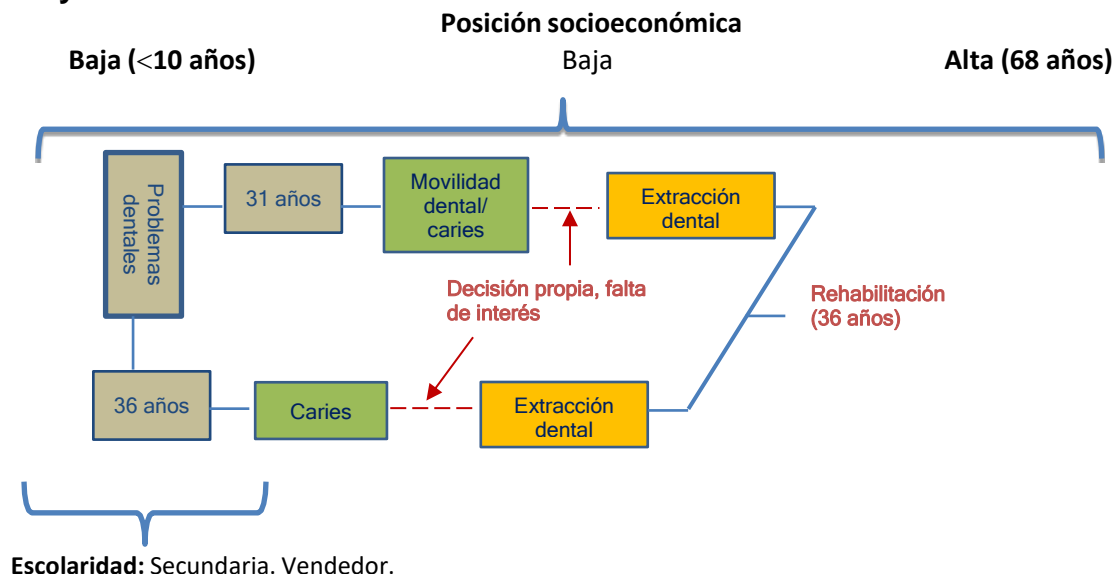 Posición socioeconómica
Baja (<10 años) Baja Alta (68 años)
Problemas
dentales
31 años
Movilidad
dental/
caries
Extracción
dental
Decisión propia, falta
de interés
Rehabilitación
(36 años)
36 años
Caries
Extracción
dental
Escolaridad: Secundaria. Vendedor.